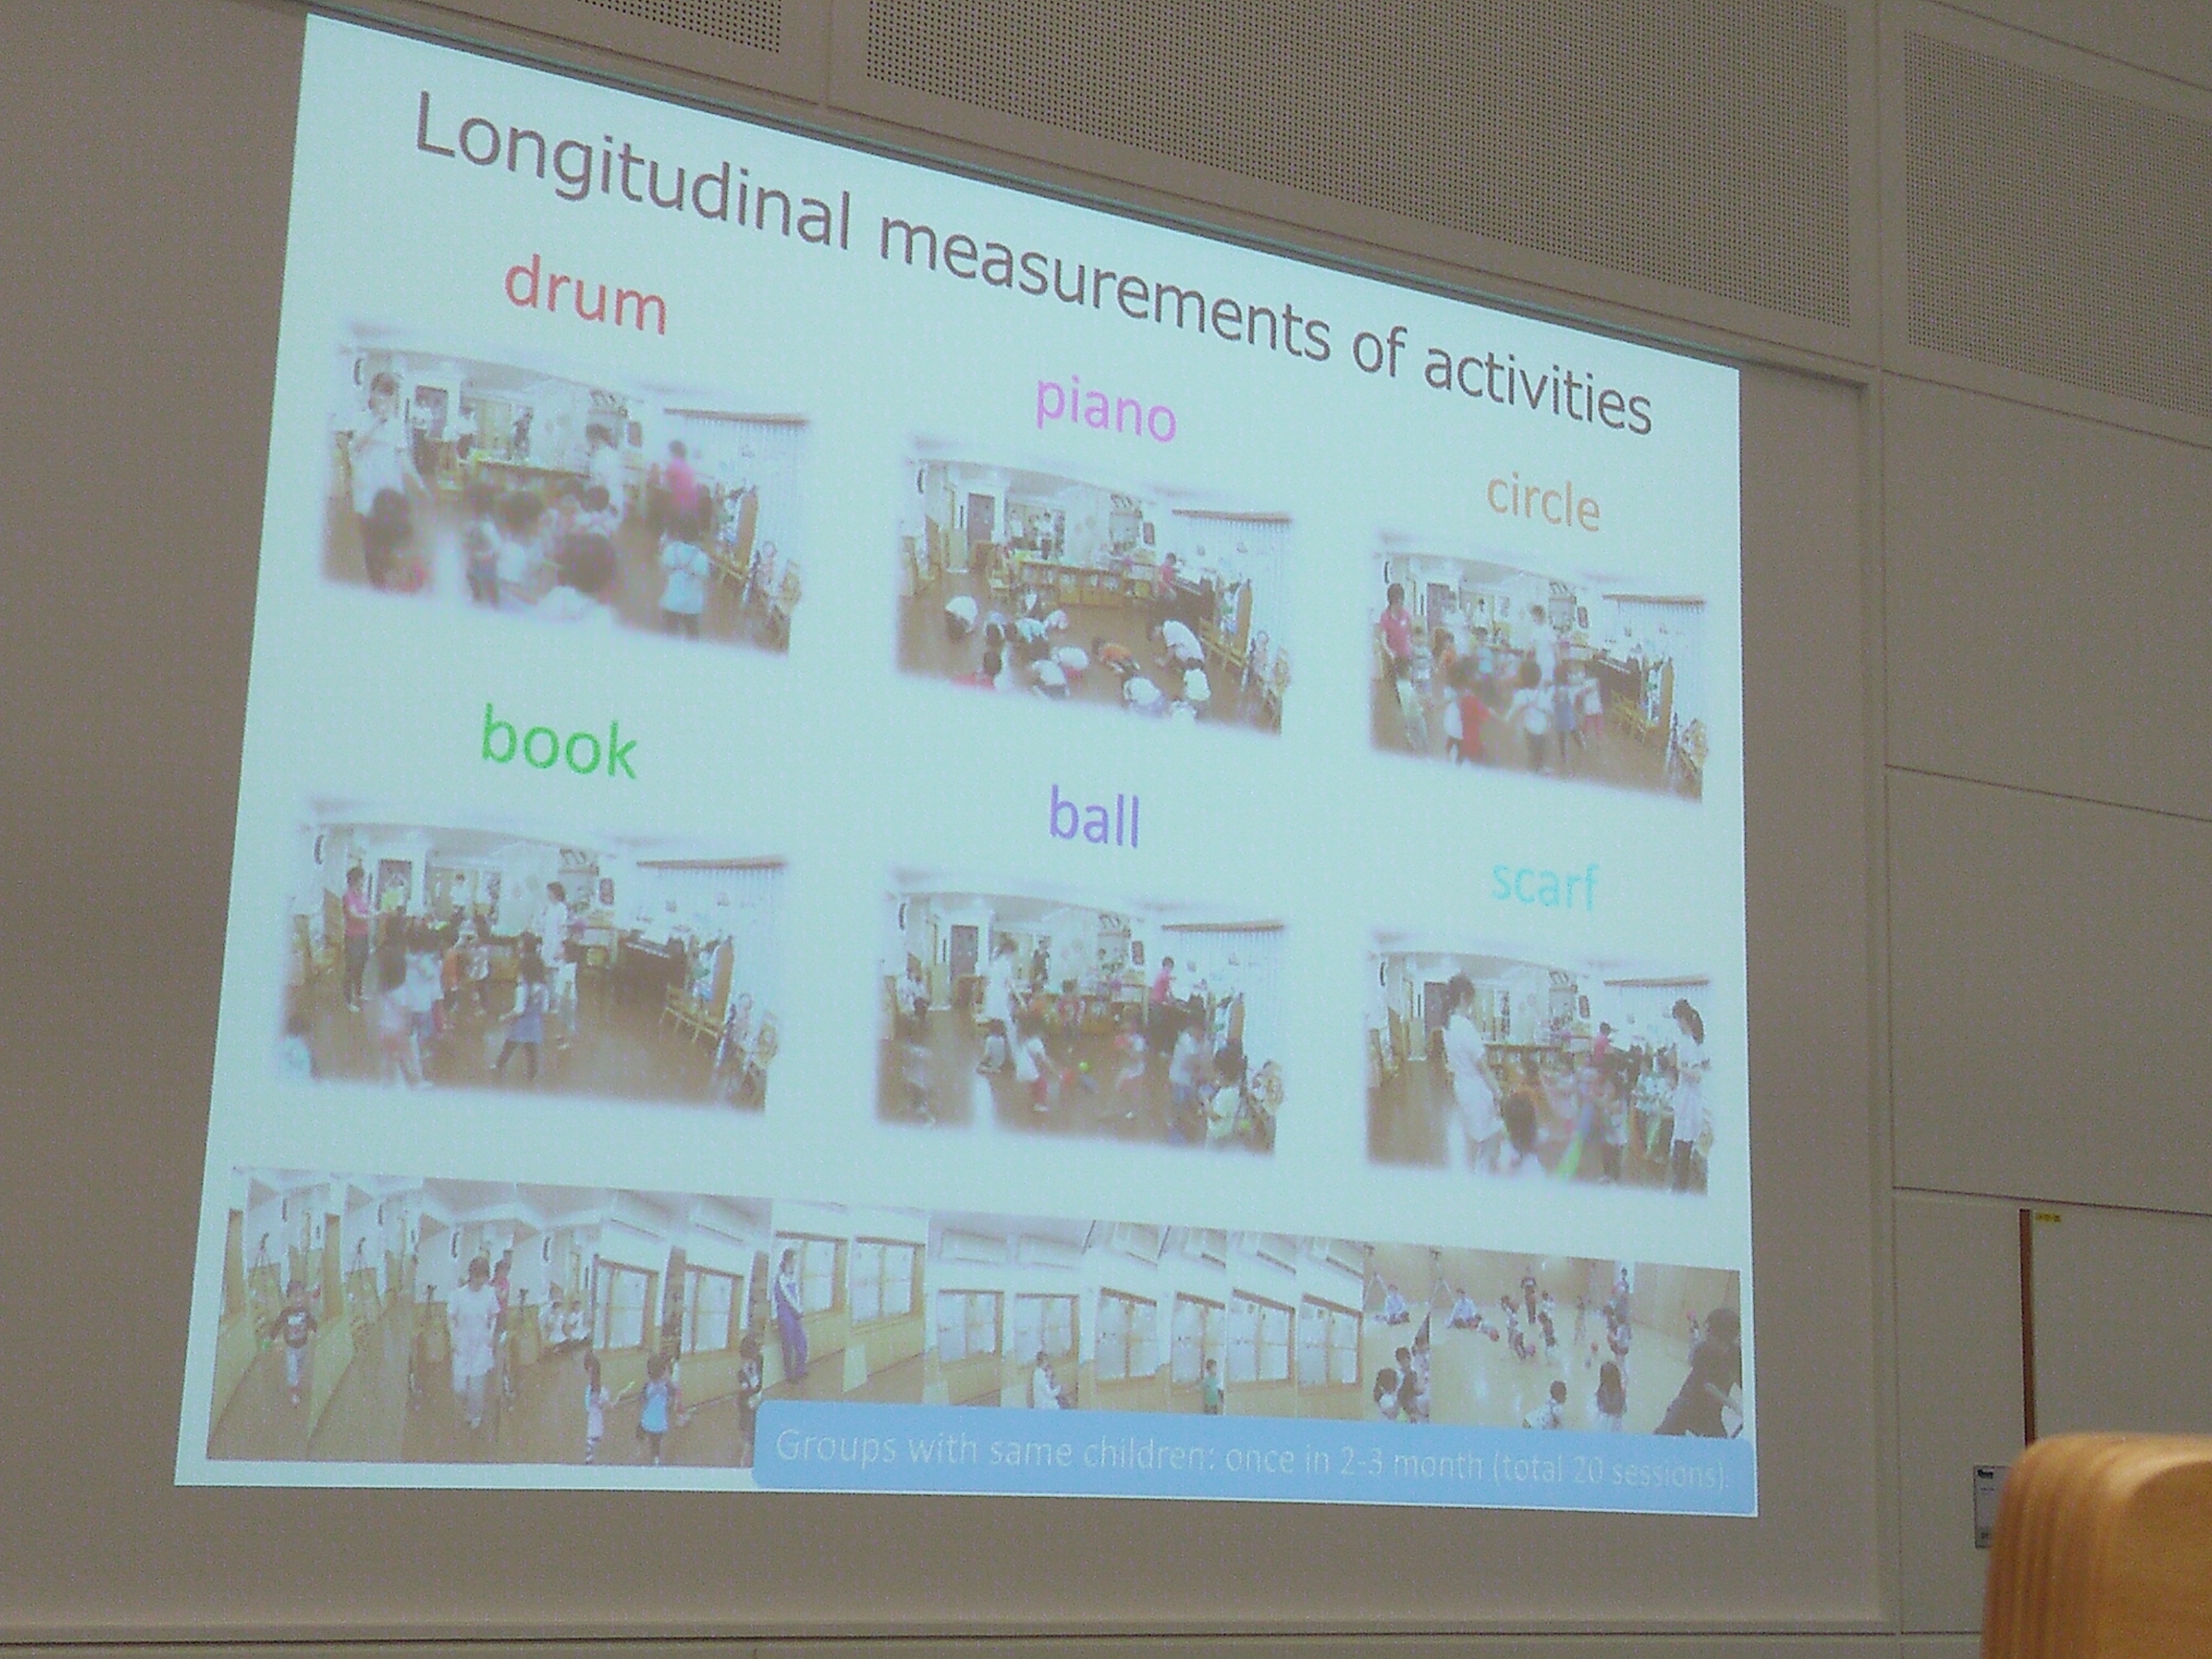 Longitudinal measurements of activities
drum
piano
circle
book
ball
scarf
Groups with same children: once in 2-3 month (total 20 sessions).